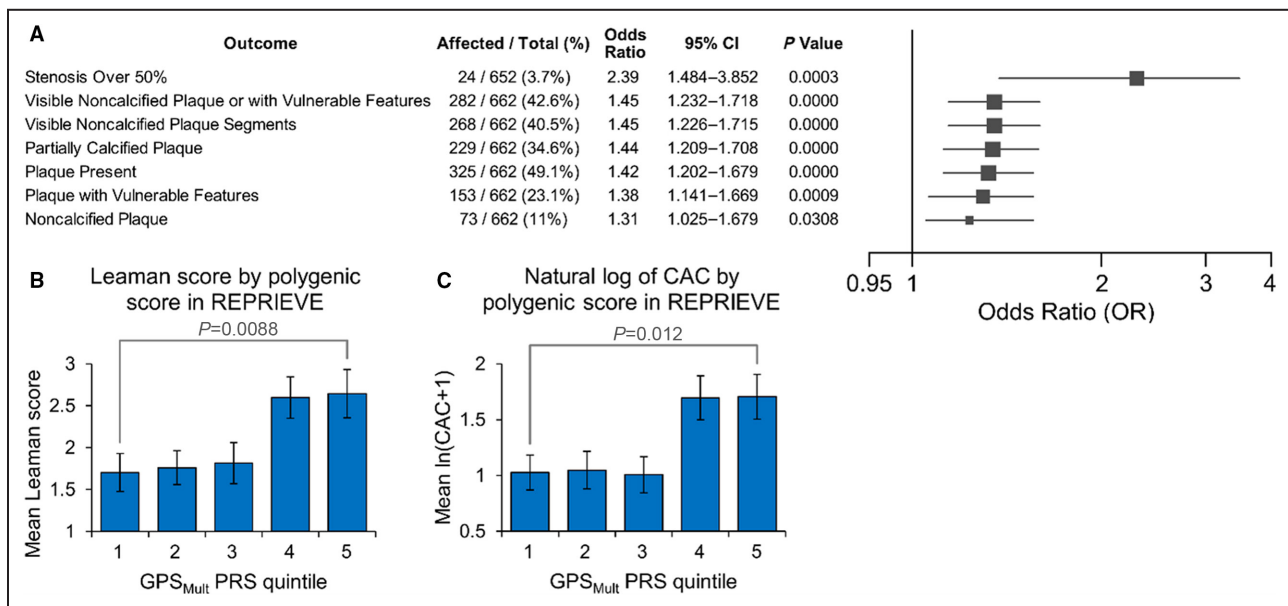 A
Outcome Affected / Total (%) Odds Ratio 95% CI P Value
Stenosis Over 50% 24 / 652 (3.7%) 2.39 1.484–3.852 0.0003
Visible Noncalcified Plaque or with Vulnerable Features 282 / 662 (42.6%) 1.45 1.232–1.718 0.0000
Visible Noncalcified Plaque Segments 268 / 662 (40.5%) 1.45 1.226–1.715 0.0000
Partially Calcified Plaque 229 / 662 (34.6%) 1.44 1.209–1.708 0.0000
Plaque Present 325 / 662 (49.1%) 1.42 1.202–1.679 0.0000
Plaque with Vulnerable Features 153 / 662 (23.1%) 1.38 1.141–1.669 0.0009
Noncalcified Plaque 73 / 662 (11%) 1.31 1.025–1.679 0.0308
0.95 1 2 3 4
Odds Ratio (OR)
B
Leaman score by polygenic
score in REPRIEVE
P=0.0088
3
2.5
2
1.5
1
Mean Leaman score
1 2 3 4 5
GPSMult PRS quintile
C
Natural log of CAC by
polygenic score in REPRIEVE
P=0.012
2
1.5
1
0.5
Mean ln(CAC+1)
1 2 3 4 5
GPSMult PRS quintile